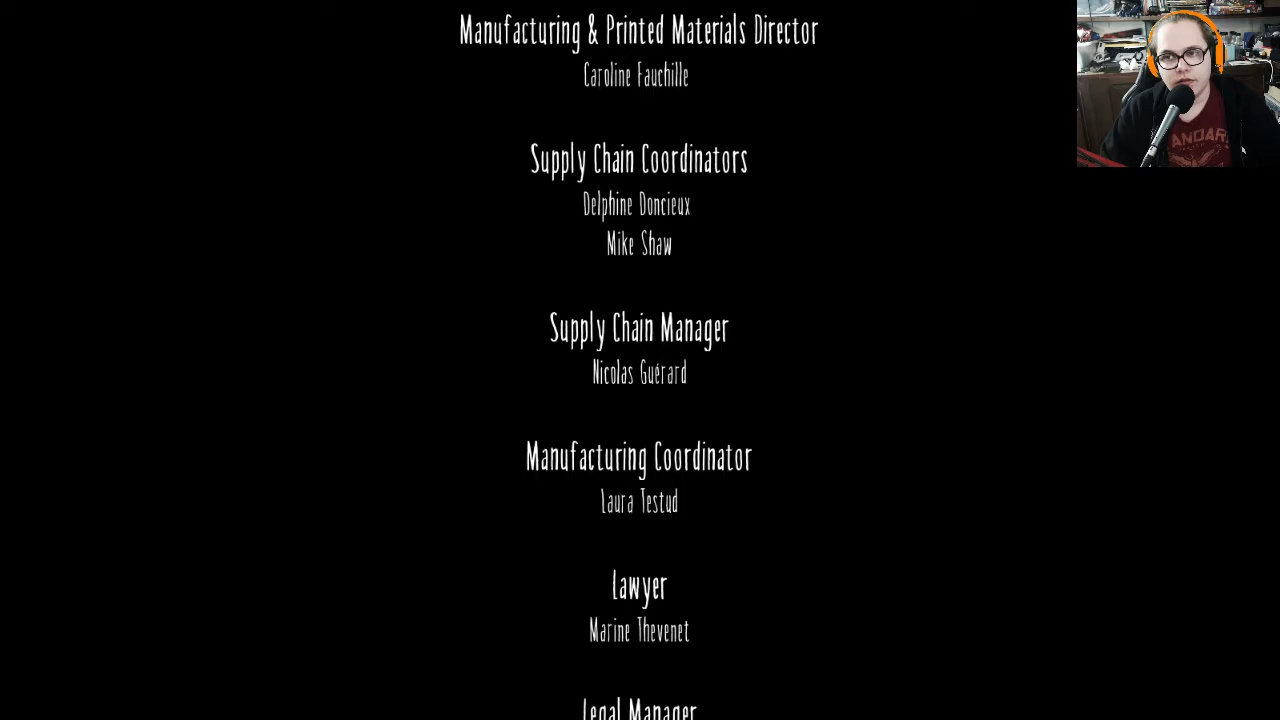 Manufacturing & Printed Materials Director
Caroline Fauchille
Supply Chain Coordinators
Delphine Doncieux
Mike Shaw
Supply Chain Manager
Nicolas Guérard
Manufacturing Coordinator
Laura Testud
Lawyer
Marine Thevenet
Legal Manager